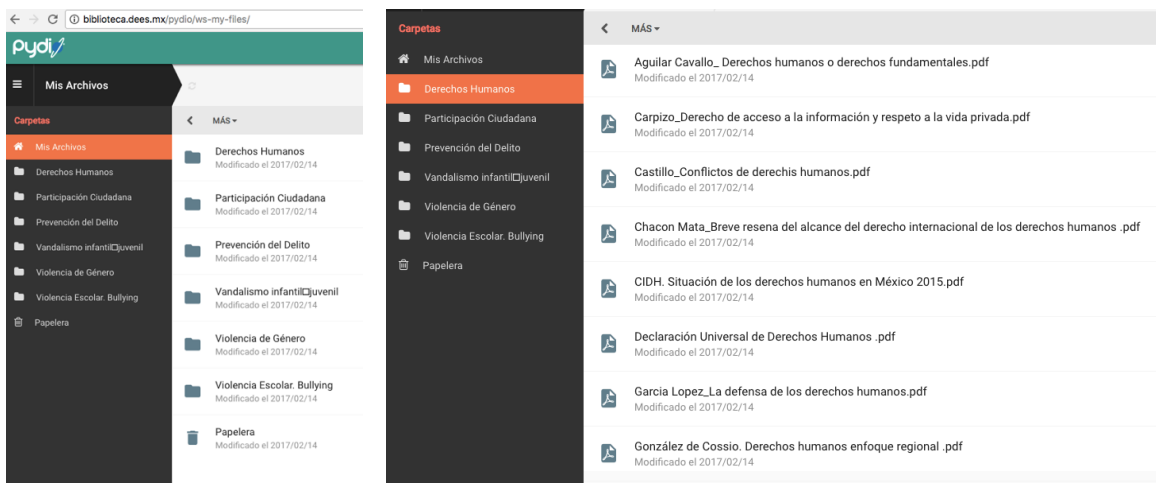 biblioteca.dees.mx/pydio/ws-my-files/
pydio
Mis Archivos
Carpetas
Mis Archivos
Derechos Humanos
Participación Ciudadana
Prevención del Delito
Vandalismo infantil□juvenil
Violencia de Género
Violencia Escolar. Bullying
Papelera
MÁS
Derechos Humanos
Modificado el 2017/02/14
Participación Ciudadana
Modificado el 2017/02/14
Prevención del Delito
Modificado el 2017/02/14
Vandalismo infantil□juvenil
Modificado el 2017/02/14
Violencia de Género
Modificado el 2017/02/14
Violencia Escolar. Bullying
Modificado el 2017/02/14
Papelera
Modificado el 2017/02/14
Carpetas
Mis Archivos
Derechos Humanos
Participación Ciudadana
Prevención del Delito
Vandalismo infantil□juvenil
Violencia de Género
Violencia Escolar. Bullying
Papelera
MÁS
Aguilar Cavallo_ Derechos humanos o derechos fundamentales.pdf
Modificado el 2017/02/14
Carpizo_Derecho de acceso a la información y respeto a la vida privada.pdf
Modificado el 2017/02/14
Castillo_Conflictos de derechis humanos.pdf
Modificado el 2017/02/14
Chacon Mata_Breve resena del alcance del derecho internacional de los derechos humanos .pdf
Modificado el 2017/02/14
CIDH. Situación de los derechos humanos en México 2015.pdf
Modificado el 2017/02/14
Declaración Universal de Derechos Humanos .pdf
Modificado el 2017/02/14
Garcia Lopez_La defensa de los derechos humanos.pdf
Modificado el 2017/02/14
González de Cossio. Derechos humanos enfoque regional .pdf
Modificado el 2017/02/14